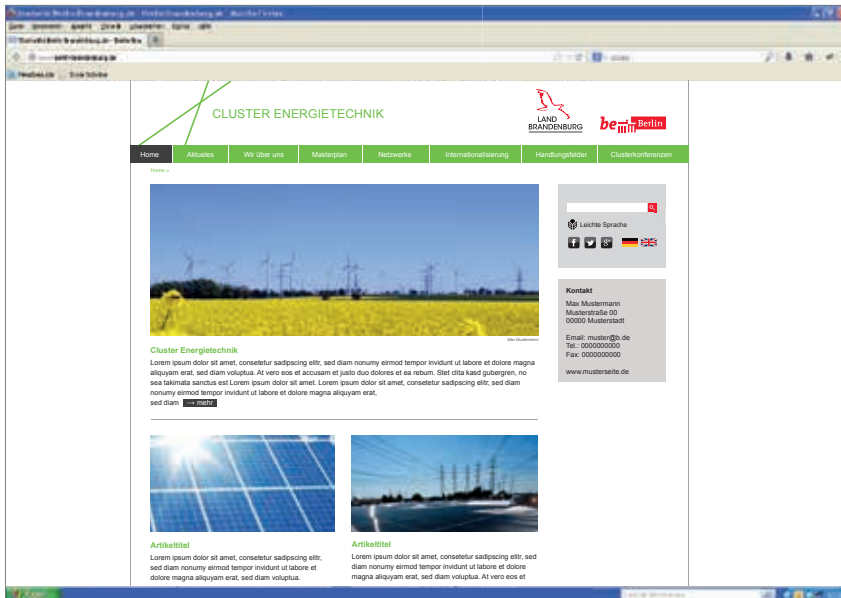 CLUSTER ENERGIETECHNIK
LAND
BRANDENBURG
be Berlin
Home
Aktuelles
Wir über uns
Masterplan
Netzwerke
Internationalisierung
Handlungsfelder
Clusterkonferenzen
Home »
Leichte Sprache
Max Mustermann
Cluster Energietechnik
Lorem ipsum dolor sit amet, consetetur sadipscing elitr, sed diam nonumy eirmod tempor invidunt ut labore et dolore magna
aliquyam erat, sed diam voluptua. At vero eos et accusam et justo duo dolores et ea rebum. Stet clita kasd gubergren, no
sea takimata sanctus est Lorem ipsum dolor sit amet. Lorem ipsum dolor sit amet, consetetur sadipscing elitr, sed diam
nonumy eirmod tempor invidunt ut labore et dolore magna aliquyam erat,
sed diam → mehr
Kontakt
Max Mustermann
Musterstraße 00
00000 Musterstadt
Email: muster@b.de
Tel.: 0000000000
Fax: 0000000000
www.musterseite.de
Artikeltitel
Lorem ipsum dolor sit amet, consetetur sadipscing elitr,
sed diam nonumy eirmod tempor invidunt ut labore et
dolore magna aliquyam erat, sed diam voluptua.
Artikeltitel
Lorem ipsum dolor sit amet, consetetur sadipscing elitr, sed
diam nonumy eirmod tempor invidunt ut labore et dolore
magna aliquyam erat, sed diam voluptua. At vero eos et